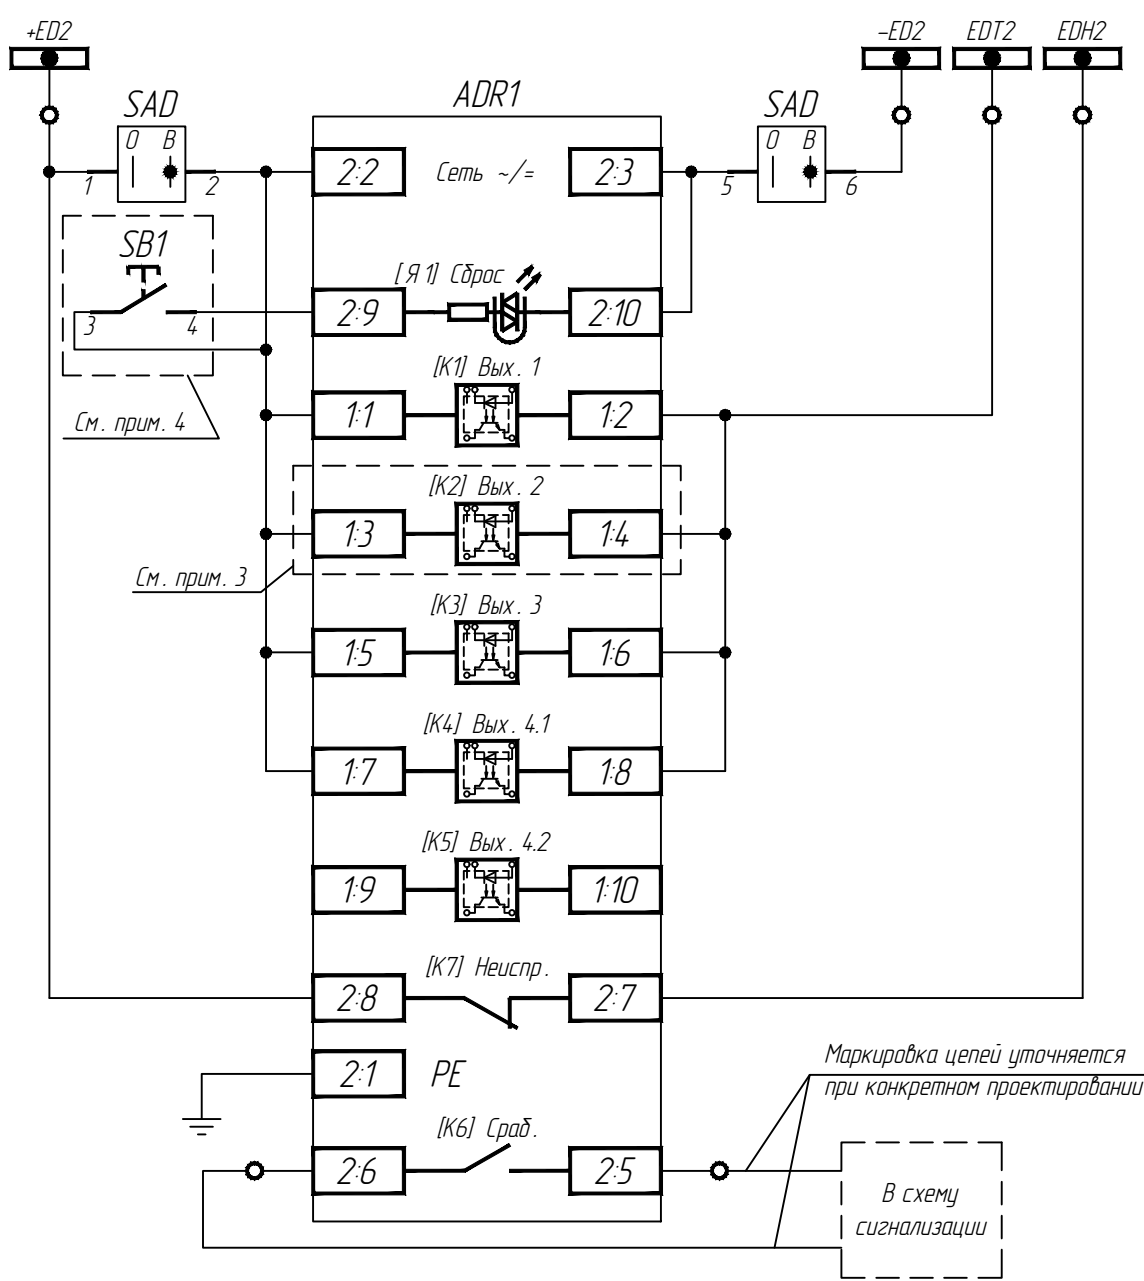 +ED2
–ED2
EDT2
EDH2
SAD
O B
1
2
ADR1
2:2
Сеть ~/=
2:3
SAD
O B
5
6
SB1
3
4
[Я1] Сброс
2:9
2:10
См. прим. 4
[K1] Вых. 1
1:1
1:2
[K2] Вых. 2
1:3
1:4
См. прим. 3
[K3] Вых. 3
1:5
1:6
[K4] Вых. 4.1
1:7
1:8
[K5] Вых. 4.2
1:9
1:10
[K7] Неиспр.
2:8
2:7
2:1
PE
Маркировка цепей уточняется
при конкретном проектировании
[K6] Сраб.
2:6
2:5
В схему
сигнализации